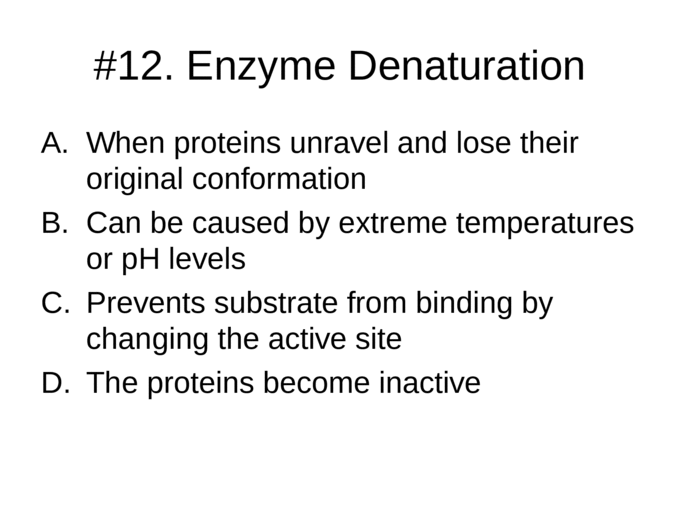 #12. Enzyme Denaturation
A. When proteins unravel and lose their
original conformation
B. Can be caused by extreme temperatures
or pH levels
C. Prevents substrate from binding by
changing the active site
D. The proteins become inactive